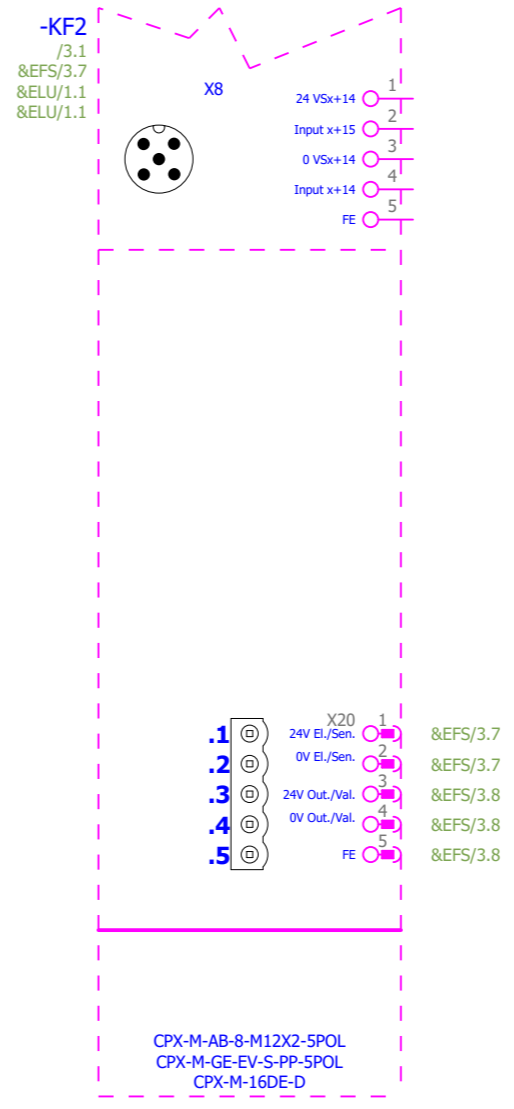 -KF2
/3.1
&EFS/3.7
&ELU/1.1
&ELU/1.1
X8
24 VSx+14 1
Input x+15 2
0 VSx+14 3
Input x+14 4
FE 5
X20
.1 24V El./Sen. 1 &EFS/3.7
.2 0V El./Sen. 2 &EFS/3.7
.3 24V Out./Val. 3 &EFS/3.8
.4 0V Out./Val. 4 &EFS/3.8
.5 FE 5 &EFS/3.8
CPX-M-AB-8-M12X2-5POL
CPX-M-GE-EV-S-PP-5POL
CPX-M-16DE-D